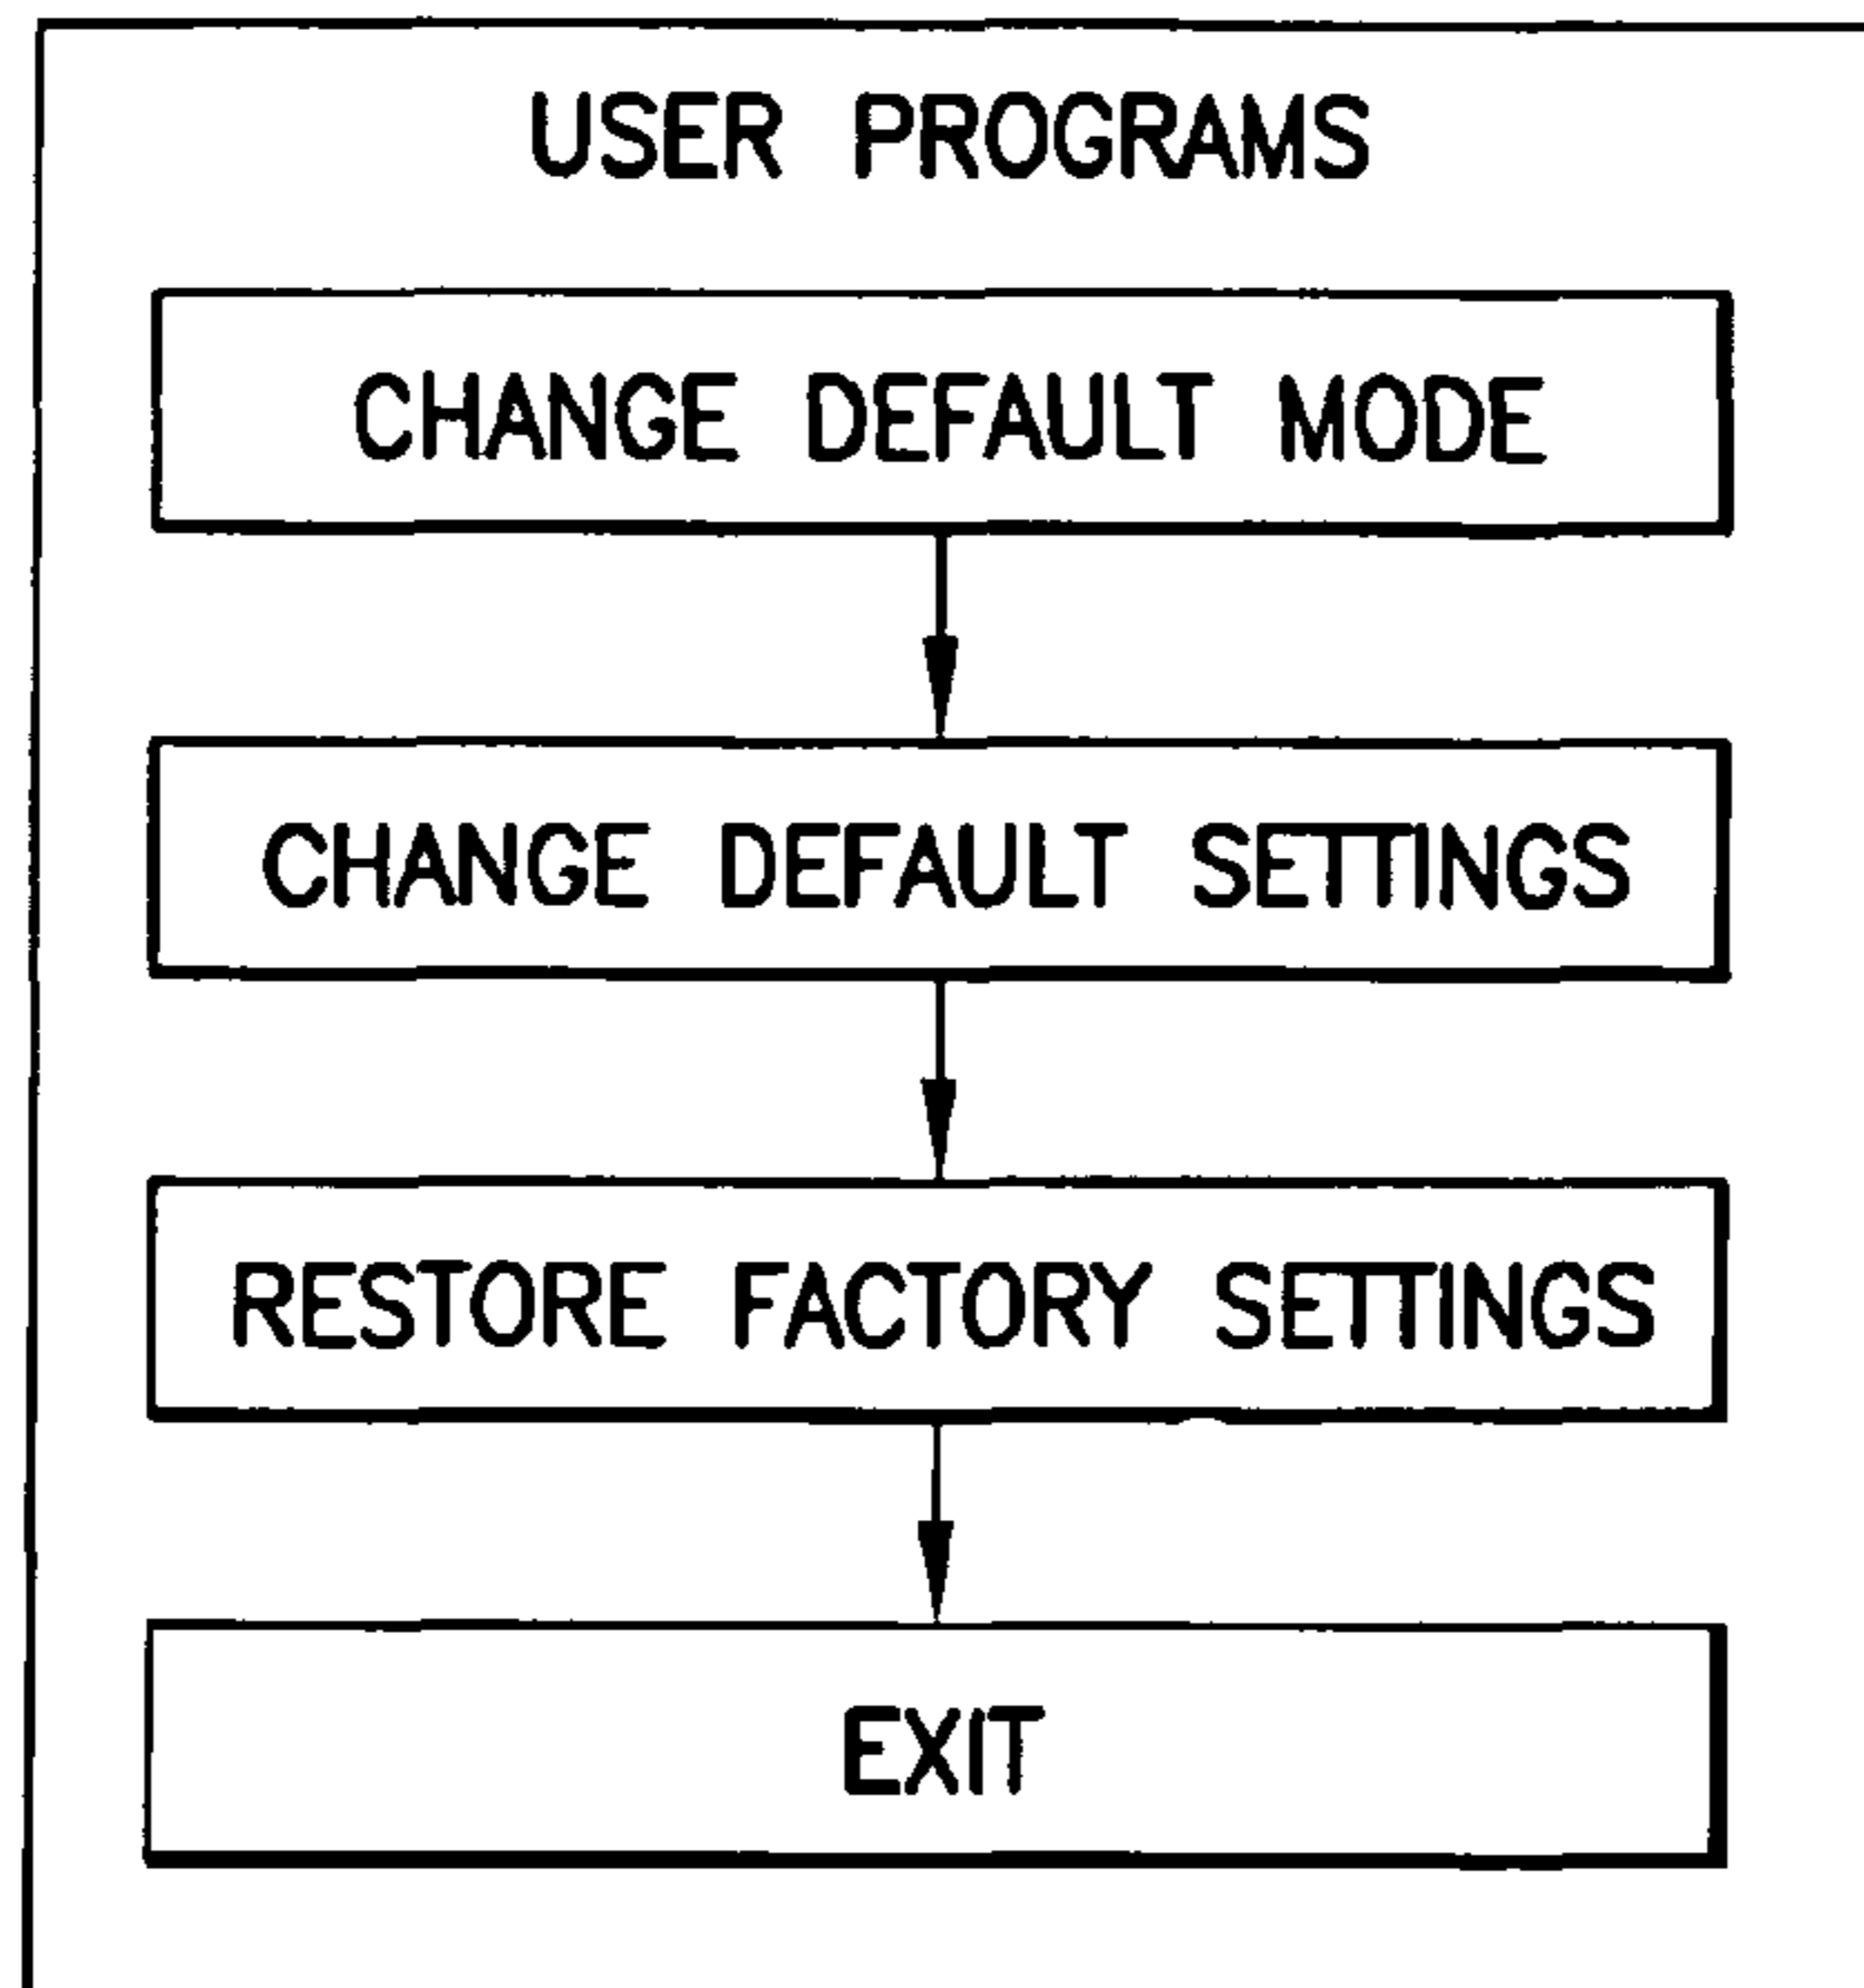 USER PROGRAMS
CHANGE DEFAULT MODE
CHANGE DEFAULT SETTINGS
RESTORE FACTORY SETTINGS
EXIT